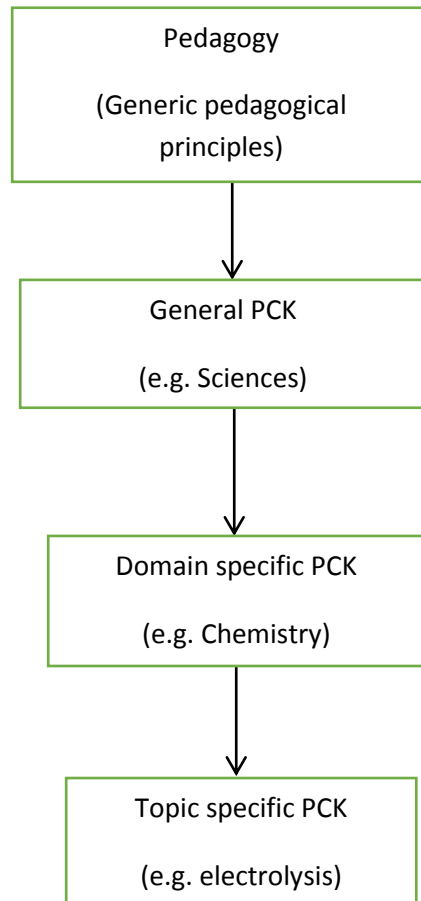 Pedagogy
(Generic pedagogical
principles)
General PCK
(e.g. Sciences)
Domain specific PCK
(e.g. Chemistry)
Topic specific PCK
(e.g. electrolysis)